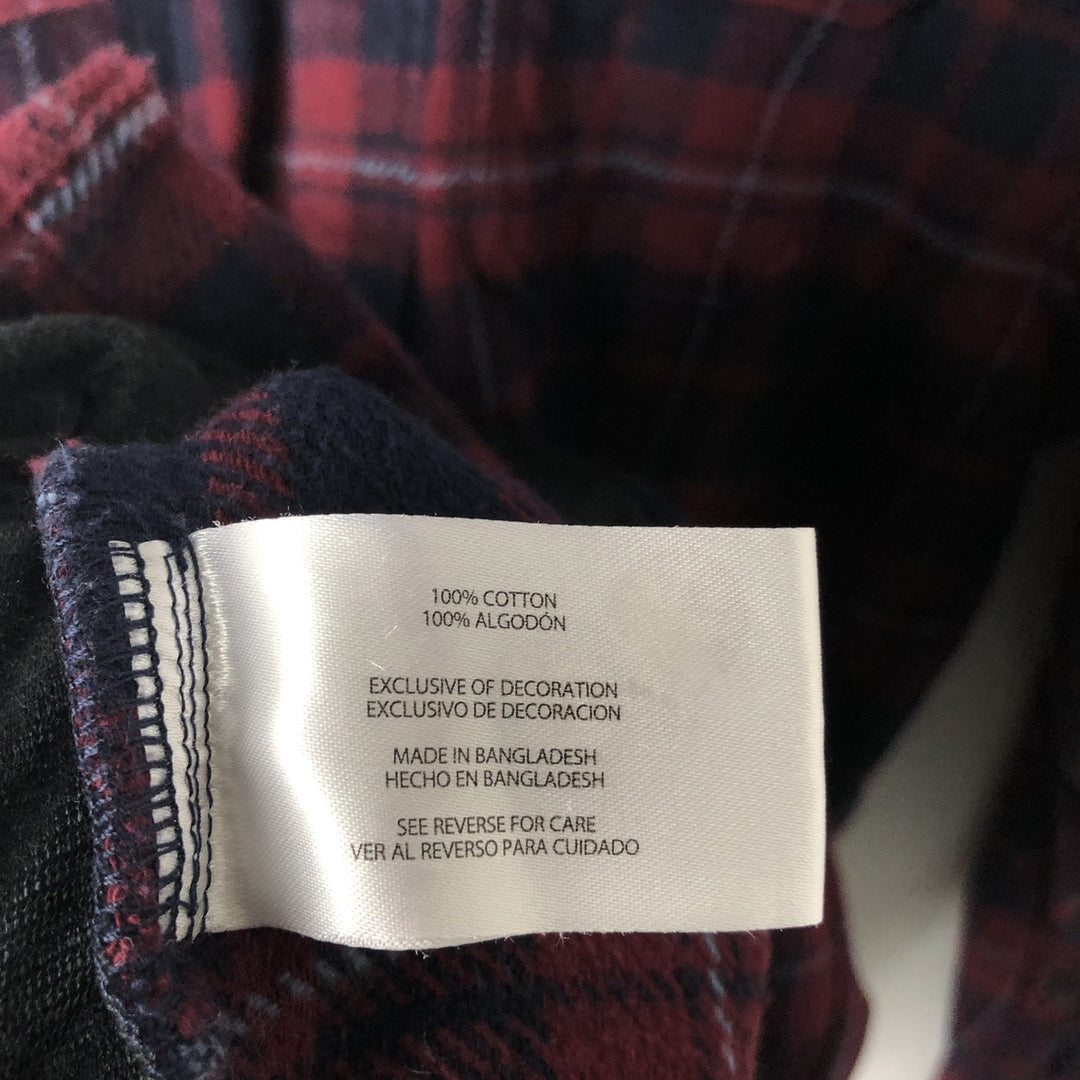 100% COTTON
100% ALGODÓN
EXCLUSIVE OF DECORATION
EXCLUSIVO DE DECORACION
MADE IN BANGLADESH
HECHO EN BANGLADESH
SEE REVERSE FOR CARE
VER AL REVERSO PARA CUIDADO